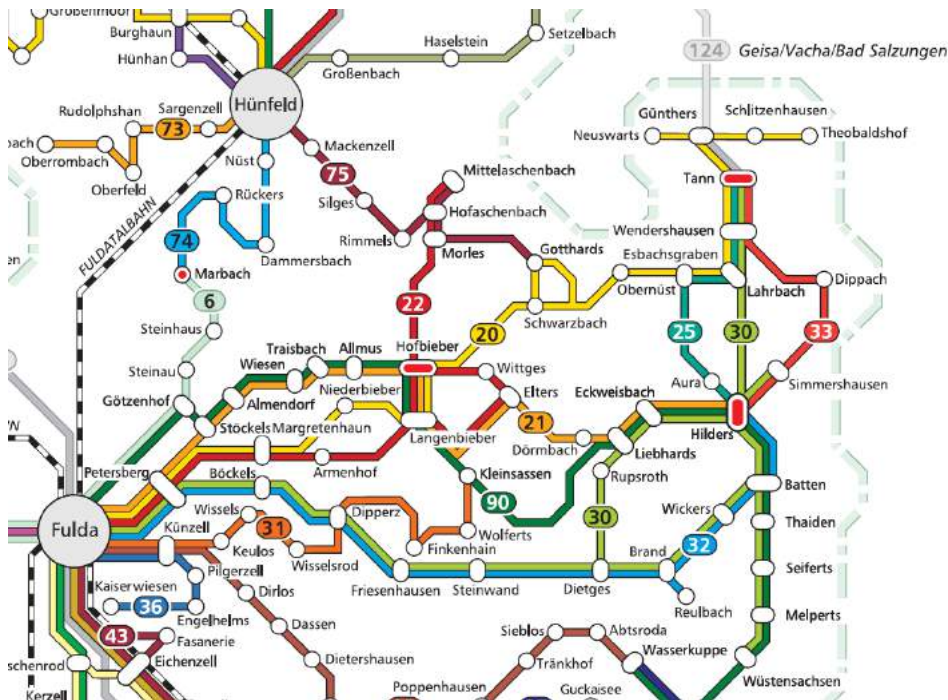 Großenmoor
Burghaun
Hünhan
Setzelbach
Haselstein
Großenbach
124
Geisa/Vacha/Bad Salzungen
Hünfeld
Rudolphshan
Sargenzell
73
bach
Oberrombach
Oberfeld
Günthers
Schlitzenhausen
Neuswarts
Theobaldshof
Mackenzell
75
Nüst
Rückers
Silges
Mittelaschenbach
Hofaschenbach
Tann
FULDATALBAHN
74
Rimmels
Morles
Gotthards
Wendershausen
Esbachsgraben
Dammersbach
en
Marbach
6
22
Obernüst
Lahrbach
Dippach
Schwarzbach
20
25
30
33
Steinhaus
Traisbach
Allmus
Hofbieber
Wiesen
Steinau
Niederbieber
Wittges
Aura
Simmershausen
Götzenhof
Almendorf
Elters
Eckweisbach
Stöckels
Margretenhaun
21
Hilders
N
Langenbieber
Dörmbach
Liebhards
Petersberg
Böckels
Armenhof
Kleinsassen
Rupsroth
Batten
90
Wissels
Dipperz
Wickers
Fulda
Künzell
31
30
Thaiden
Wolferts
32
Keulos
Wisselsrod
Finkenhain
Brand
Pilgerzell
Kaiserwiesen
Friesenhausen
Steinwand
Dietges
Seiferts
Dirlos
36
Reulbach
Engelhelms
Melperts
43
Fasanerie
Dassen
Sieblos
Abtsroda
Wasserkuppe
Eichenzell
schenrod
Dietershausen
Tränkhof
Wüstensachsen
Kerzell
Poppenhausen
Guckaisee